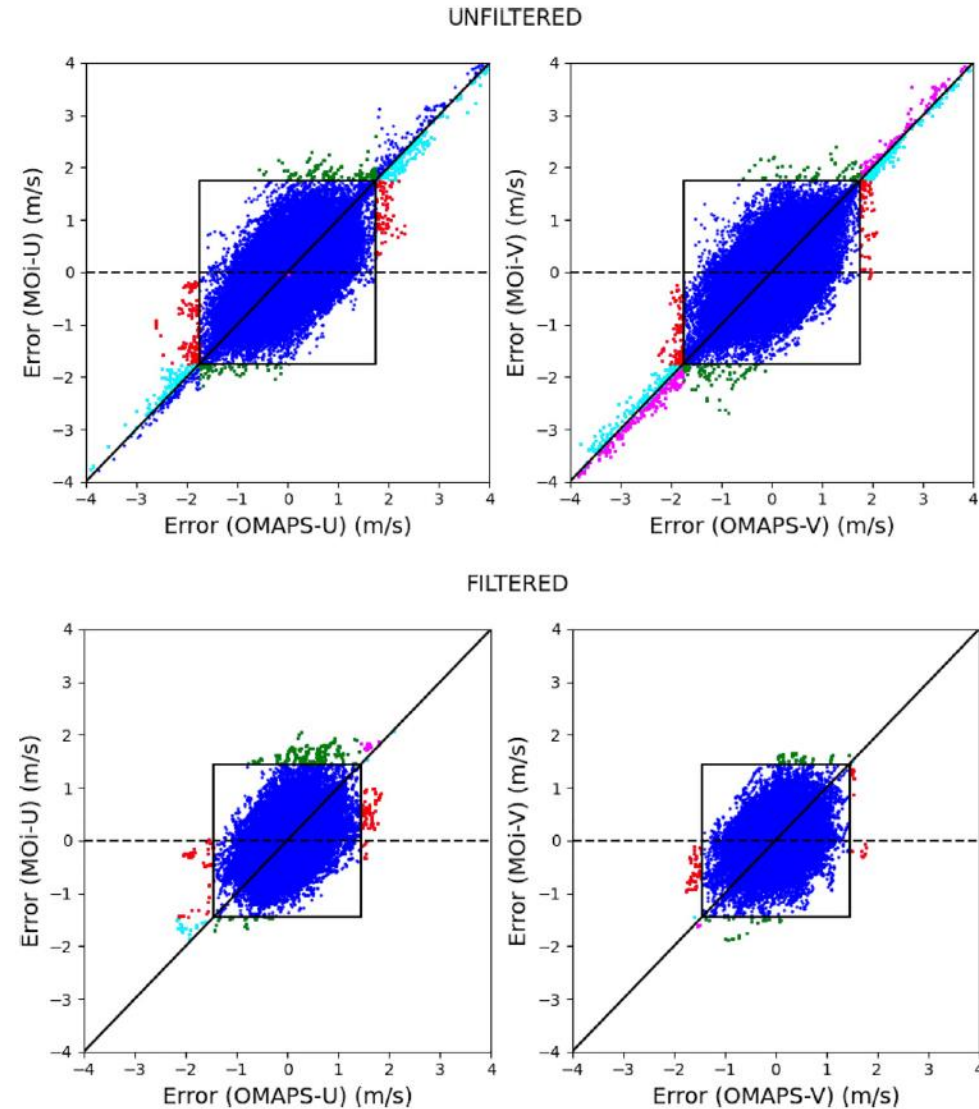 UNFILTERED
4
3
2
1
0
−1
−2
−3
−4
Error (MOi-U) (m/s)
−4 −3 −2 −1 0 1 2 3 4
Error (OMAPS-U) (m/s)
4
3
2
1
0
−1
−2
−3
−4
Error (MOi-V) (m/s)
−4 −3 −2 −1 0 1 2 3 4
Error (OMAPS-V) (m/s)
FILTERED
4
3
2
1
0
−1
−2
−3
−4
Error (MOi-U) (m/s)
−4 −3 −2 −1 0 1 2 3 4
Error (OMAPS-U) (m/s)
4
3
2
1
0
−1
−2
−3
−4
Error (MOi-V) (m/s)
−4 −3 −2 −1 0 1 2 3 4
Error (OMAPS-V) (m/s)